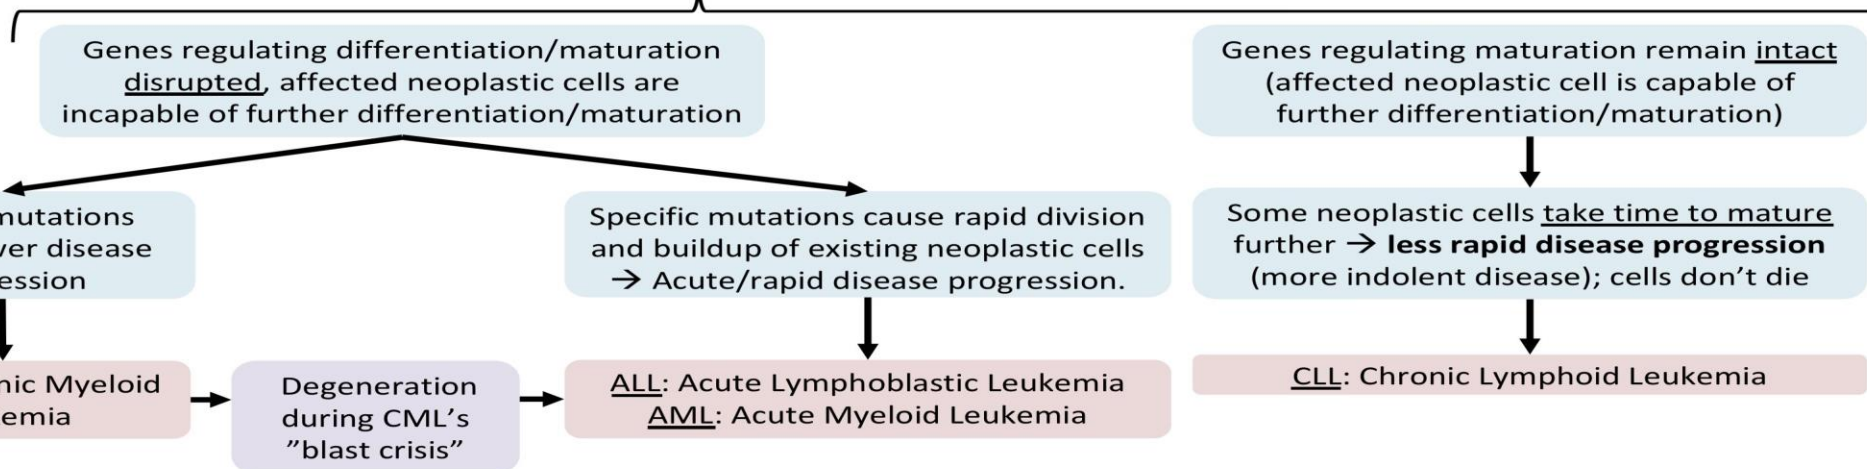 Genes regulating differentiation/maturation
disrupted, affected neoplastic cells are
incapable of further differentiation/maturation
Genes regulating maturation remain intact
(affected neoplastic cell is capable of
further differentiation/maturation)
mutations
disease
Specific mutations cause rapid division
and buildup of existing neoplastic cells
→ Acute/rapid disease progression.
Some neoplastic cells take time to mature
further → less rapid disease progression
(more indolent disease); cells don’t die
Myeloid
Degeneration
during CML’s
”blast crisis”
ALL: Acute Lymphoblastic Leukemia
AML: Acute Myeloid Leukemia
CLL: Chronic Lymphoid Leukemia